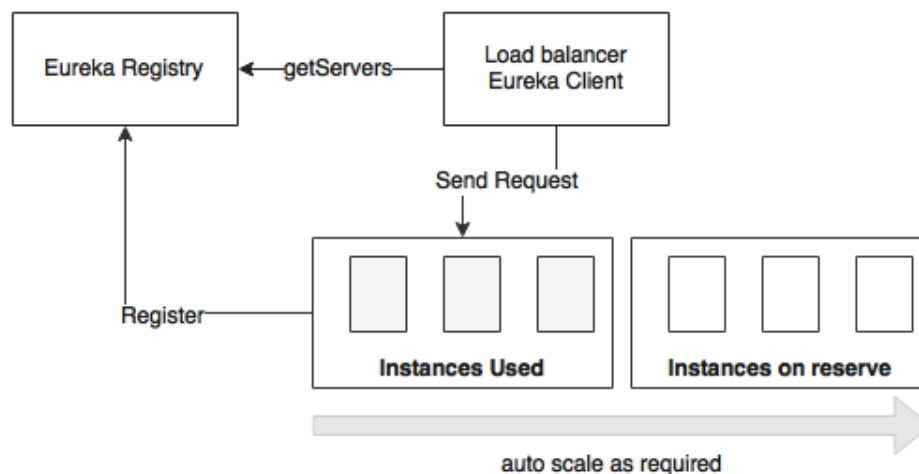 Eureka Registry
getServers
Load balancer
Eureka Client
Send Request
Register
Instances Used
Instances on reserve
auto scale as required